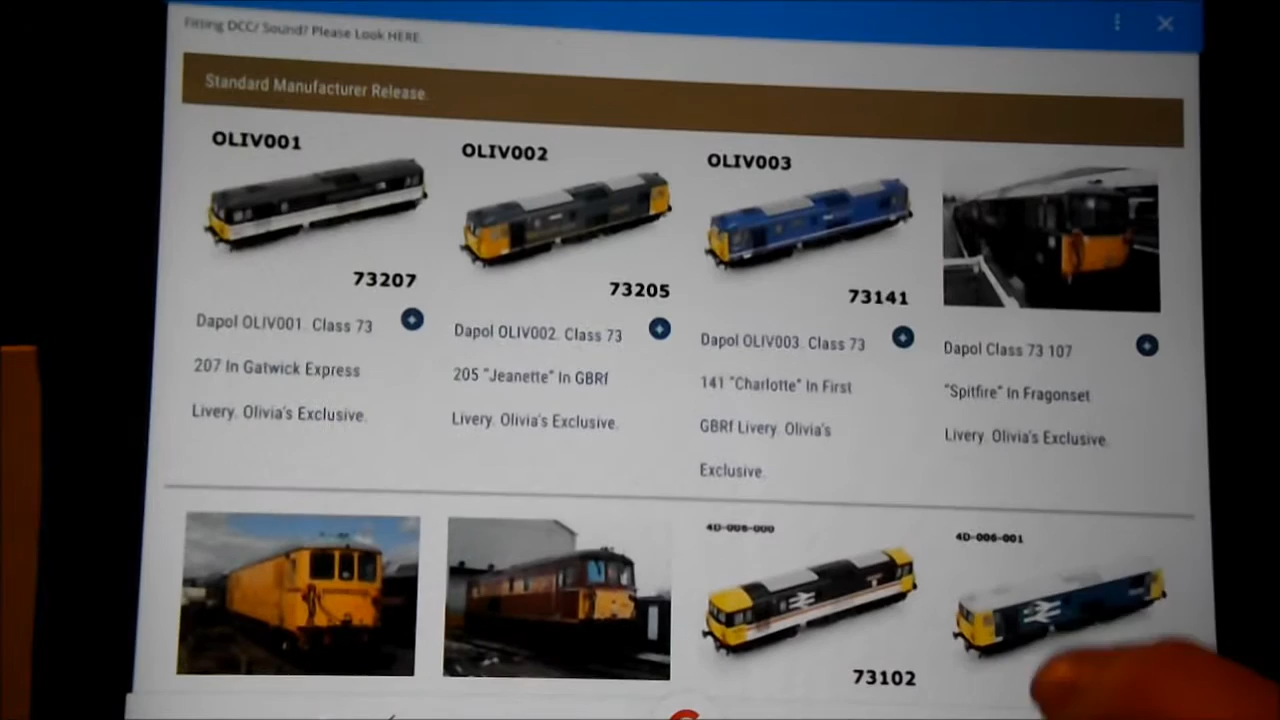 Fitting DCC/ Sound? Please Look HERE.
Standard Manufacturer Release.
OLIV001
73207
Dapol OLIV001. Class 73
207 In Gatwick Express
Livery. Olivia's Exclusive.
OLIV002
73205
Dapol OLIV002. Class 73
205 "Jeanette" In GBRf
Livery. Olivia's Exclusive.
OLIV003
73141
Dapol OLIV003. Class 73
141 "Charlotte" In First
GBRf Livery. Olivia's
Exclusive.
Dapol Class 73 107
"Spitfire" In Fragonset
Livery. Olivia's Exclusive.
4D-006-000
73102
4D-006-001